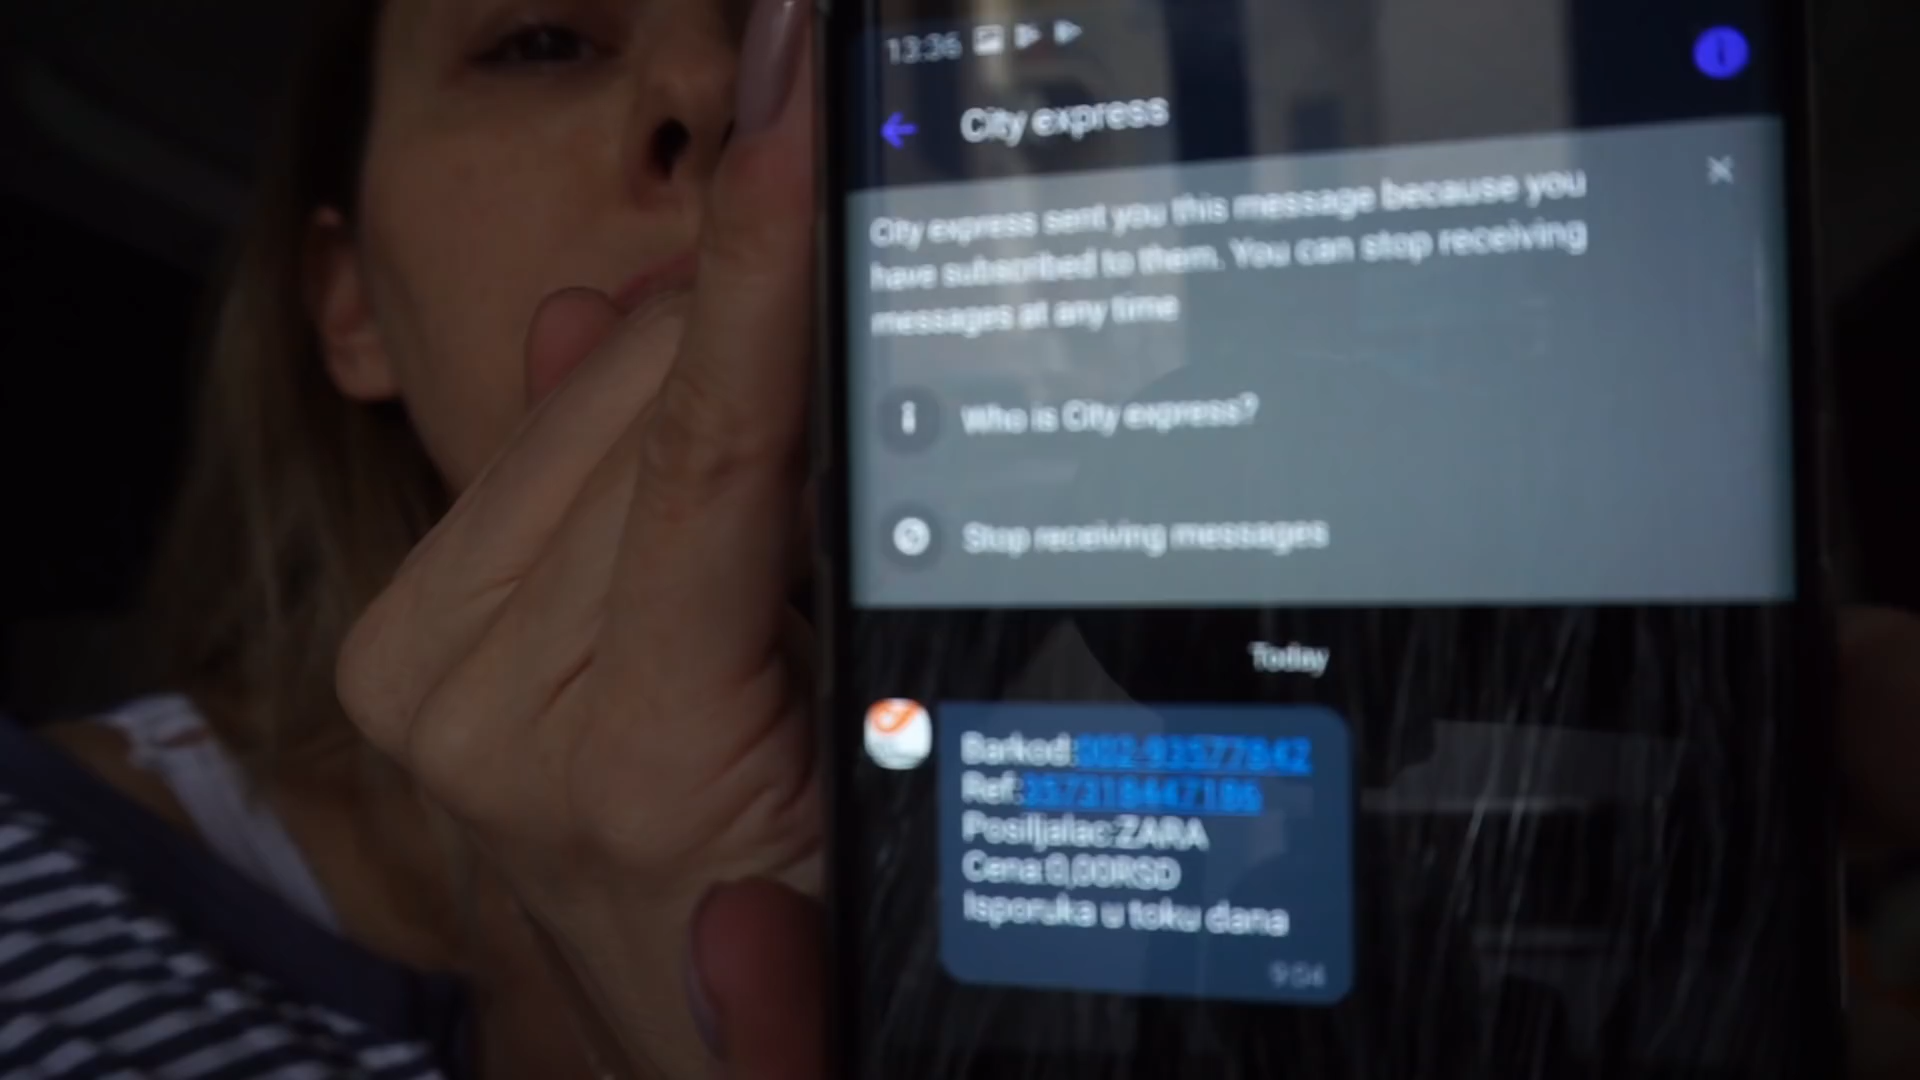 13:36
City express
City express sent you this message because you
have subscribed to them. You can stop receiving
messages at any time
Who is City express?
Stop receiving messages
Today
Barkod:
Ref:
Posiljalac:ZARA
Cena:0,00RSD
Isporuka u toku dana
9:04